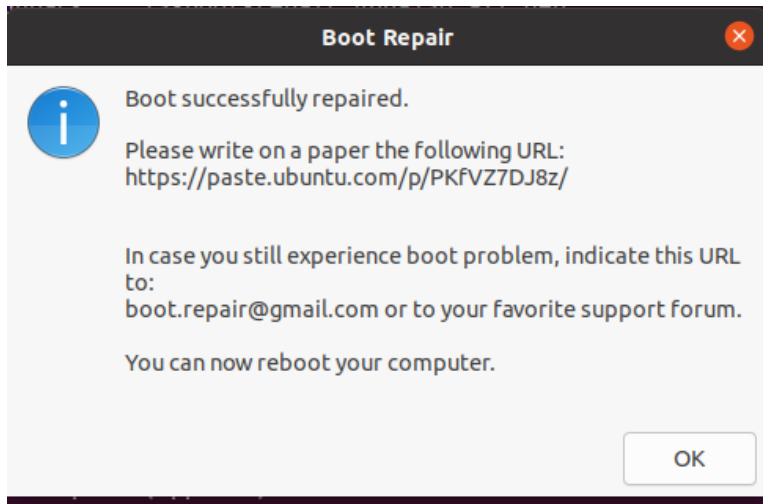 Boot Repair
Boot successfully repaired.
Please write on a paper the following URL:
https://paste.ubuntu.com/p/PKfVZ7DJ8z/
In case you still experience boot problem, indicate this URL
to:
boot.repair@gmail.com or to your favorite support forum.
You can now reboot your computer.
OK